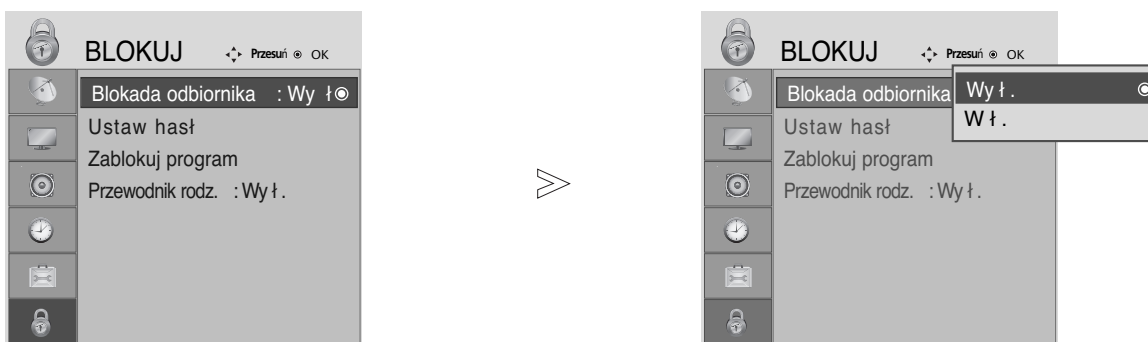 BLOKUJ Przesuń OK
Blokada odbiornika : Wy ł
Ustaw hasł
Zablokuj program
Przewodnik rodz. : Wy ł .
BLOKUJ Przesuń OK
Blokada odbiornika
Wy ł .
W ł .
Ustaw hasł
Zablokuj program
Przewodnik rodz. : Wy ł .